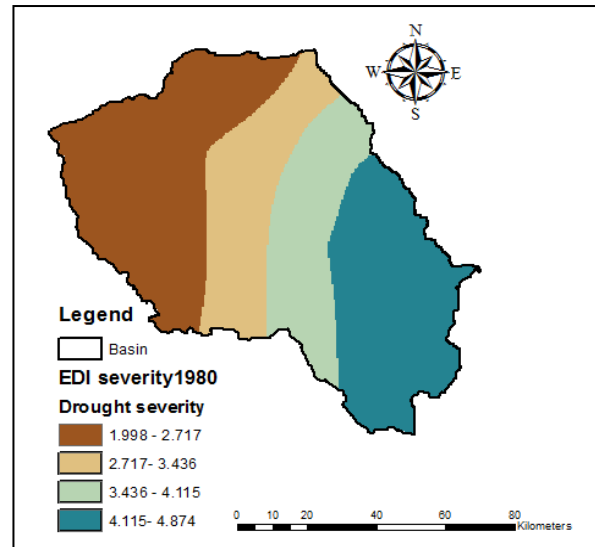 N
W E
S
Legend
Basin
EDI severity1980
Drought severity
1.998 - 2.717
2.717- 3.436
3.436 - 4.115
4.115- 4.874
0 10 20 40 60 80
Kilometers